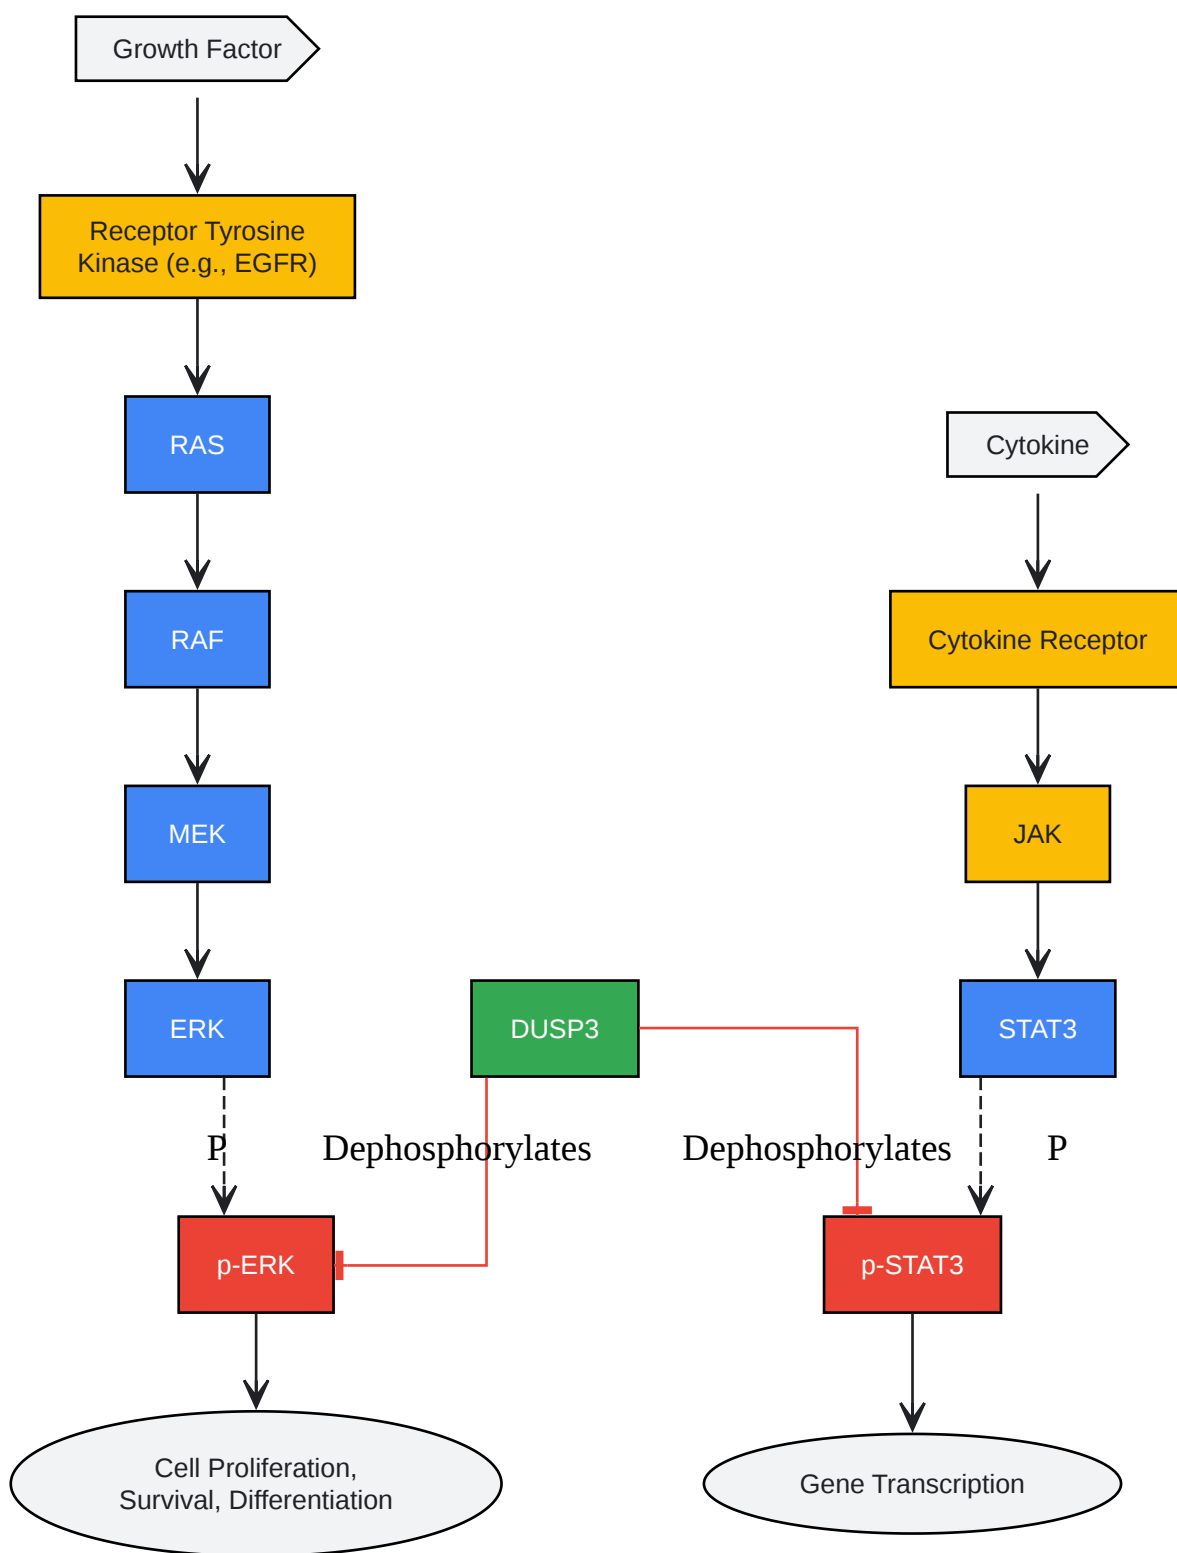 Growth Factor
Receptor Tyrosine
Kinase (e.g., EGFR)
RAS
Cytokine
RAF
Cytokine Receptor
MEK
JAK
ERK
DUSP3
STAT3
P
Dephosphorylates
Dephosphorylates
P
p-ERK
p-STAT3
Cell Proliferation,
Survival, Differentiation
Gene Transcription